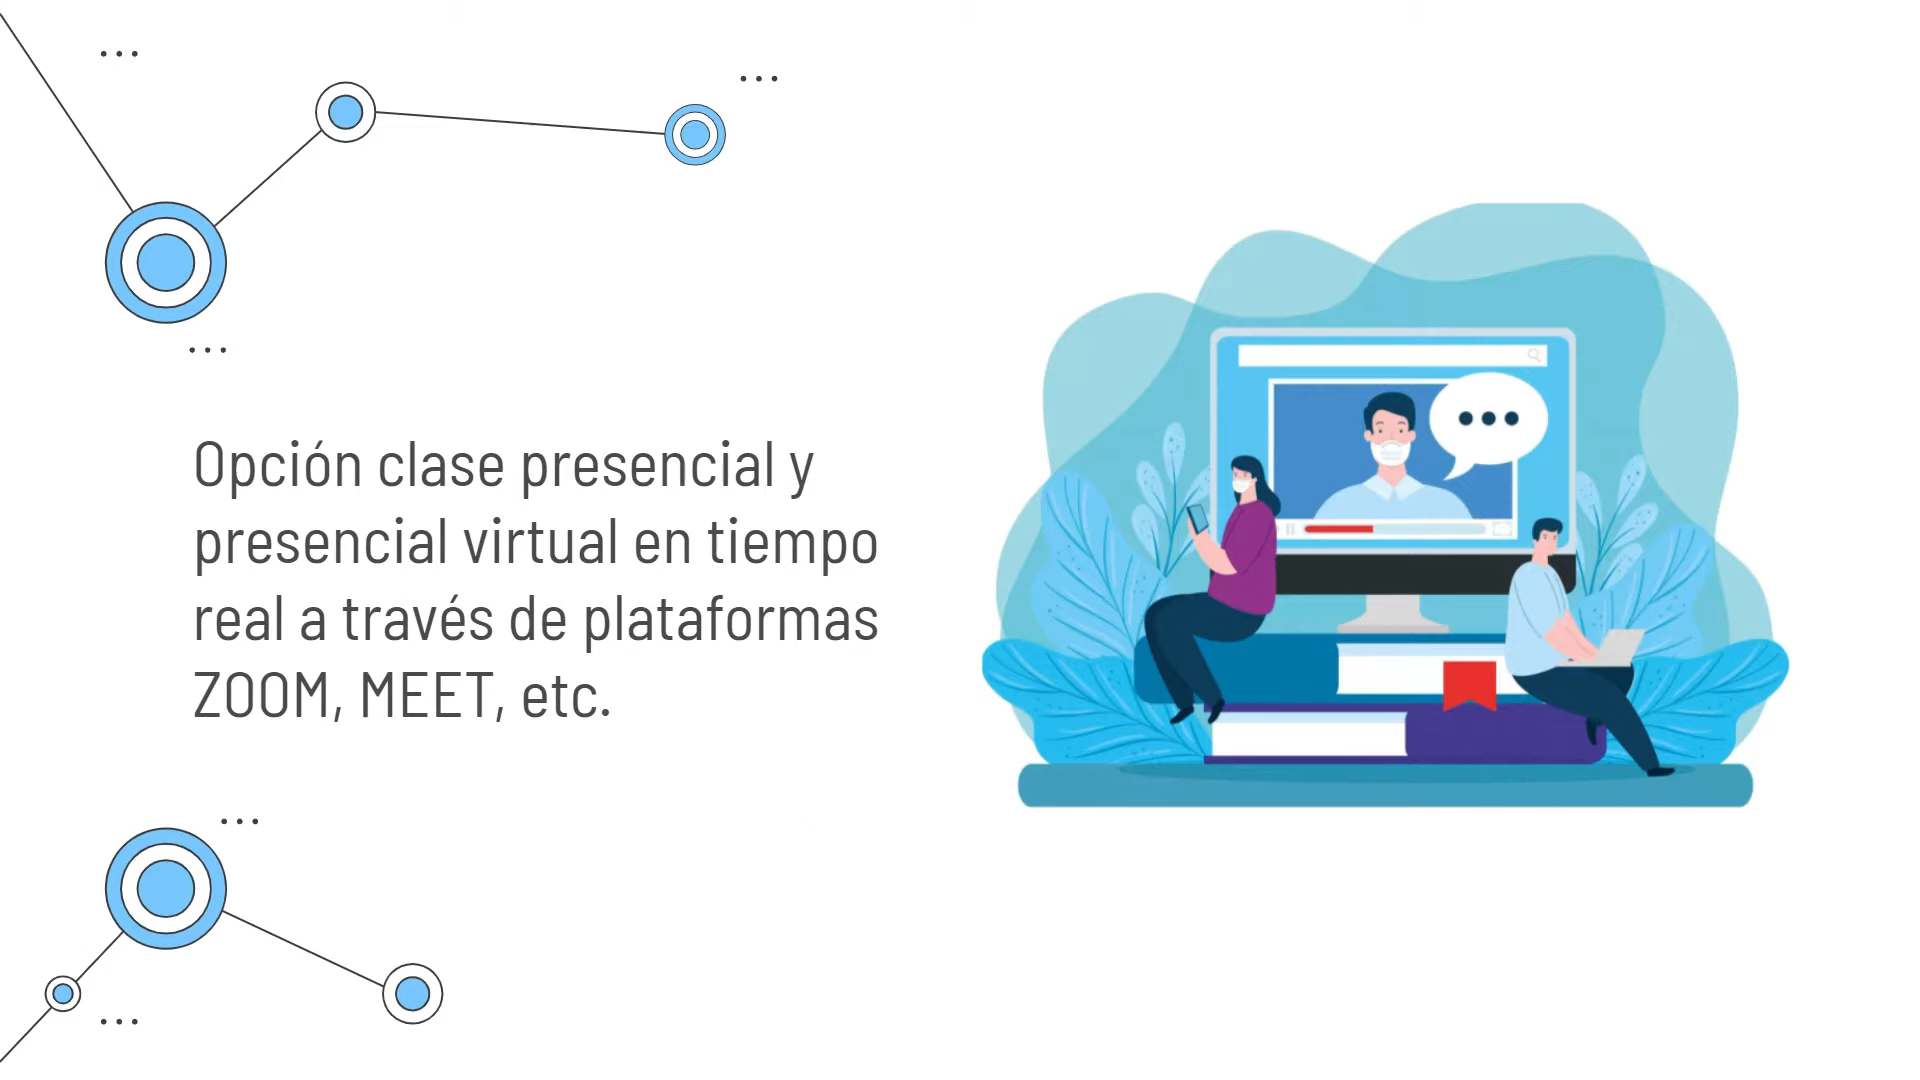 Opción clase presencial y
presencial virtual en tiempo
real a través de plataformas
ZOOM, MEET, etc.